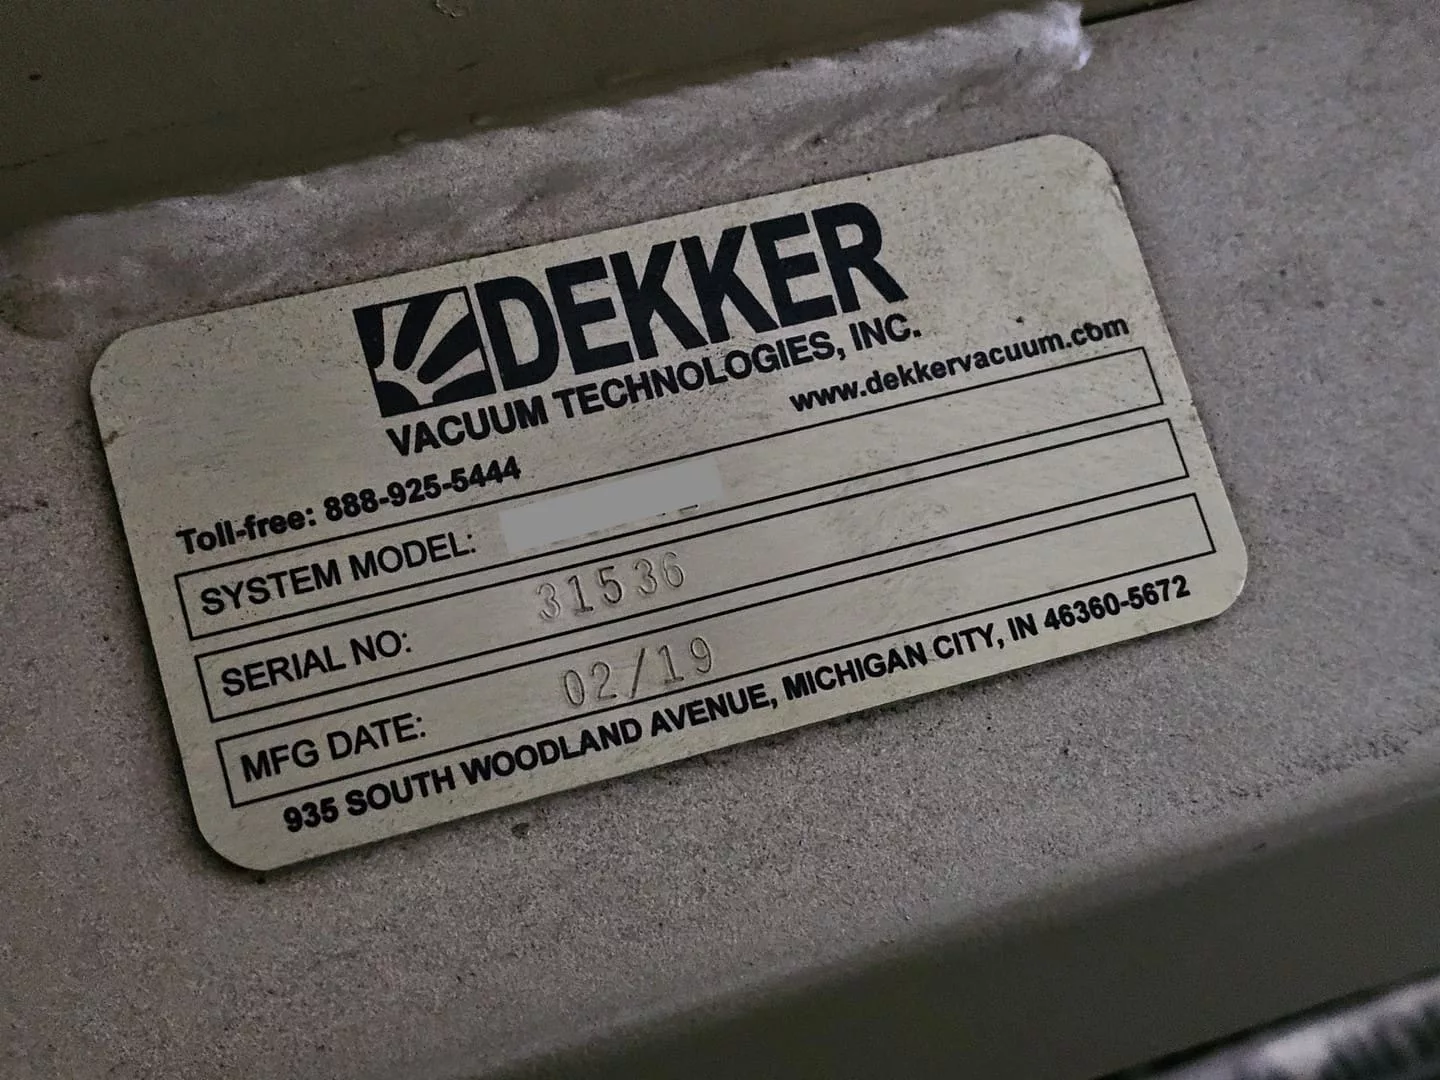 DEKKER
VACUUM TECHNOLOGIES, INC.
Toll-free: 888-925-5444 www.dekkervacuum.com
SYSTEM MODEL:
SERIAL NO: 31536
MFG DATE: 02/19
935 SOUTH WOODLAND AVENUE, MICHIGAN CITY, IN 46360-5672